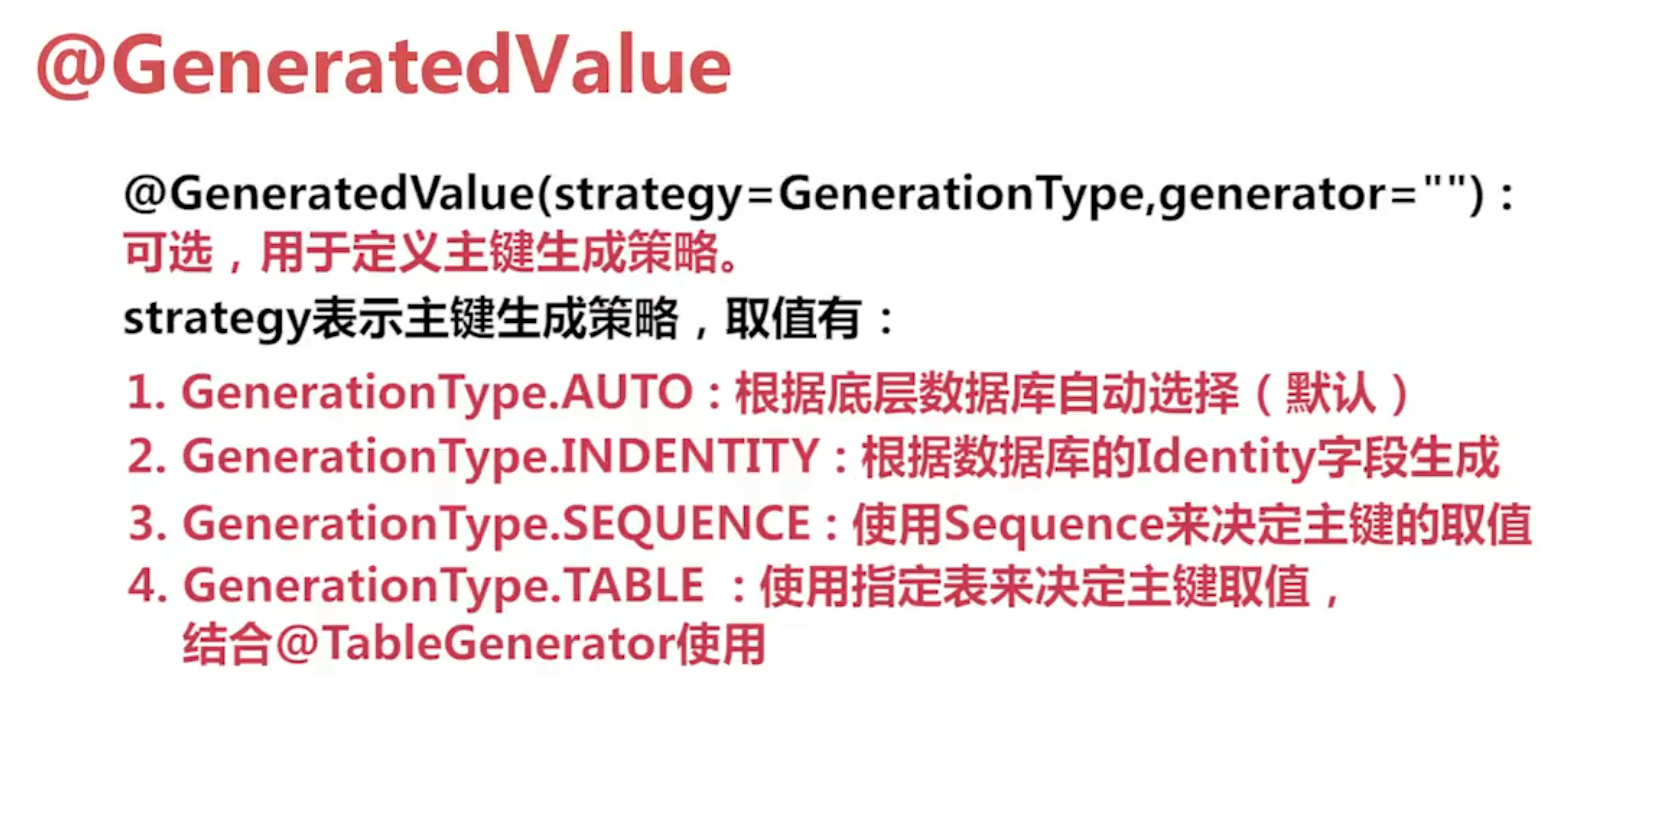 @GeneratedValue
@GeneratedValue(strategy=GenerationType,generator=""):
可选，用于定义主键生成策略。
strategy表示主键生成策略，取值有：
1. GenerationType.AUTO：根据底层数据库自动选择（默认）
2. GenerationType.INDENTITY：根据数据库的Identity字段生成
3. GenerationType.SEQUENCE：使用Sequence来决定主键的取值
4. GenerationType.TABLE ：使用指定表来决定主键取值，
结合@TableGenerator使用